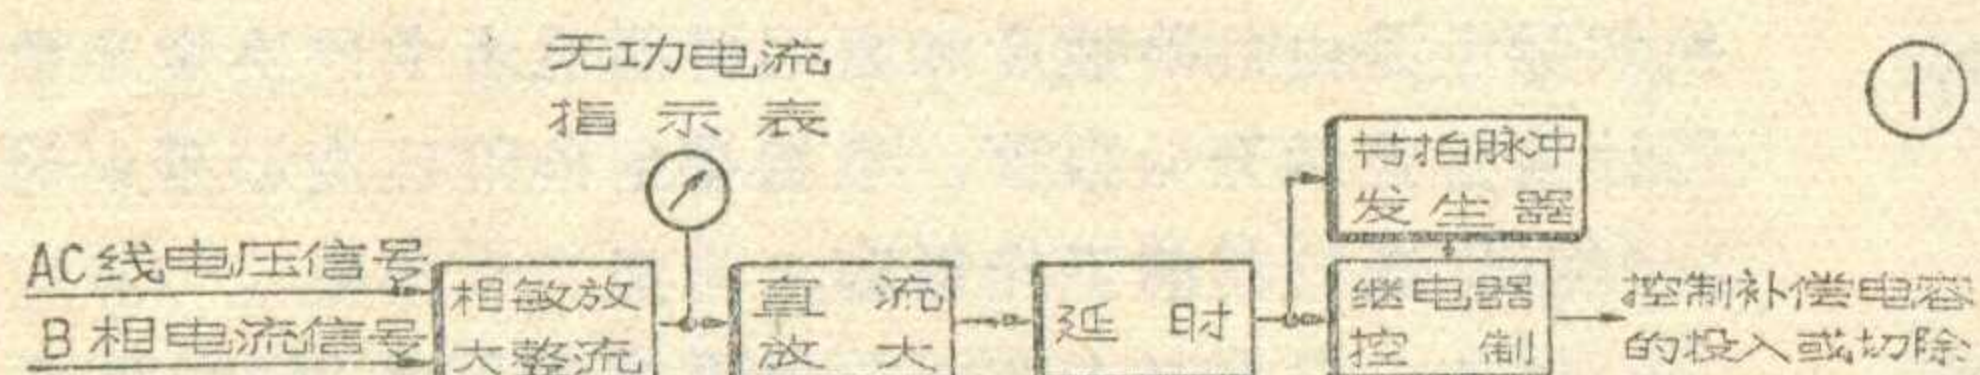 无功电流
指示表
①
节拍脉冲
发生器
AC线电压信号
B相电流信号
相敏放
大整流
直流
放大
延时
继电器
控制
控制补偿电容
的投入或切除